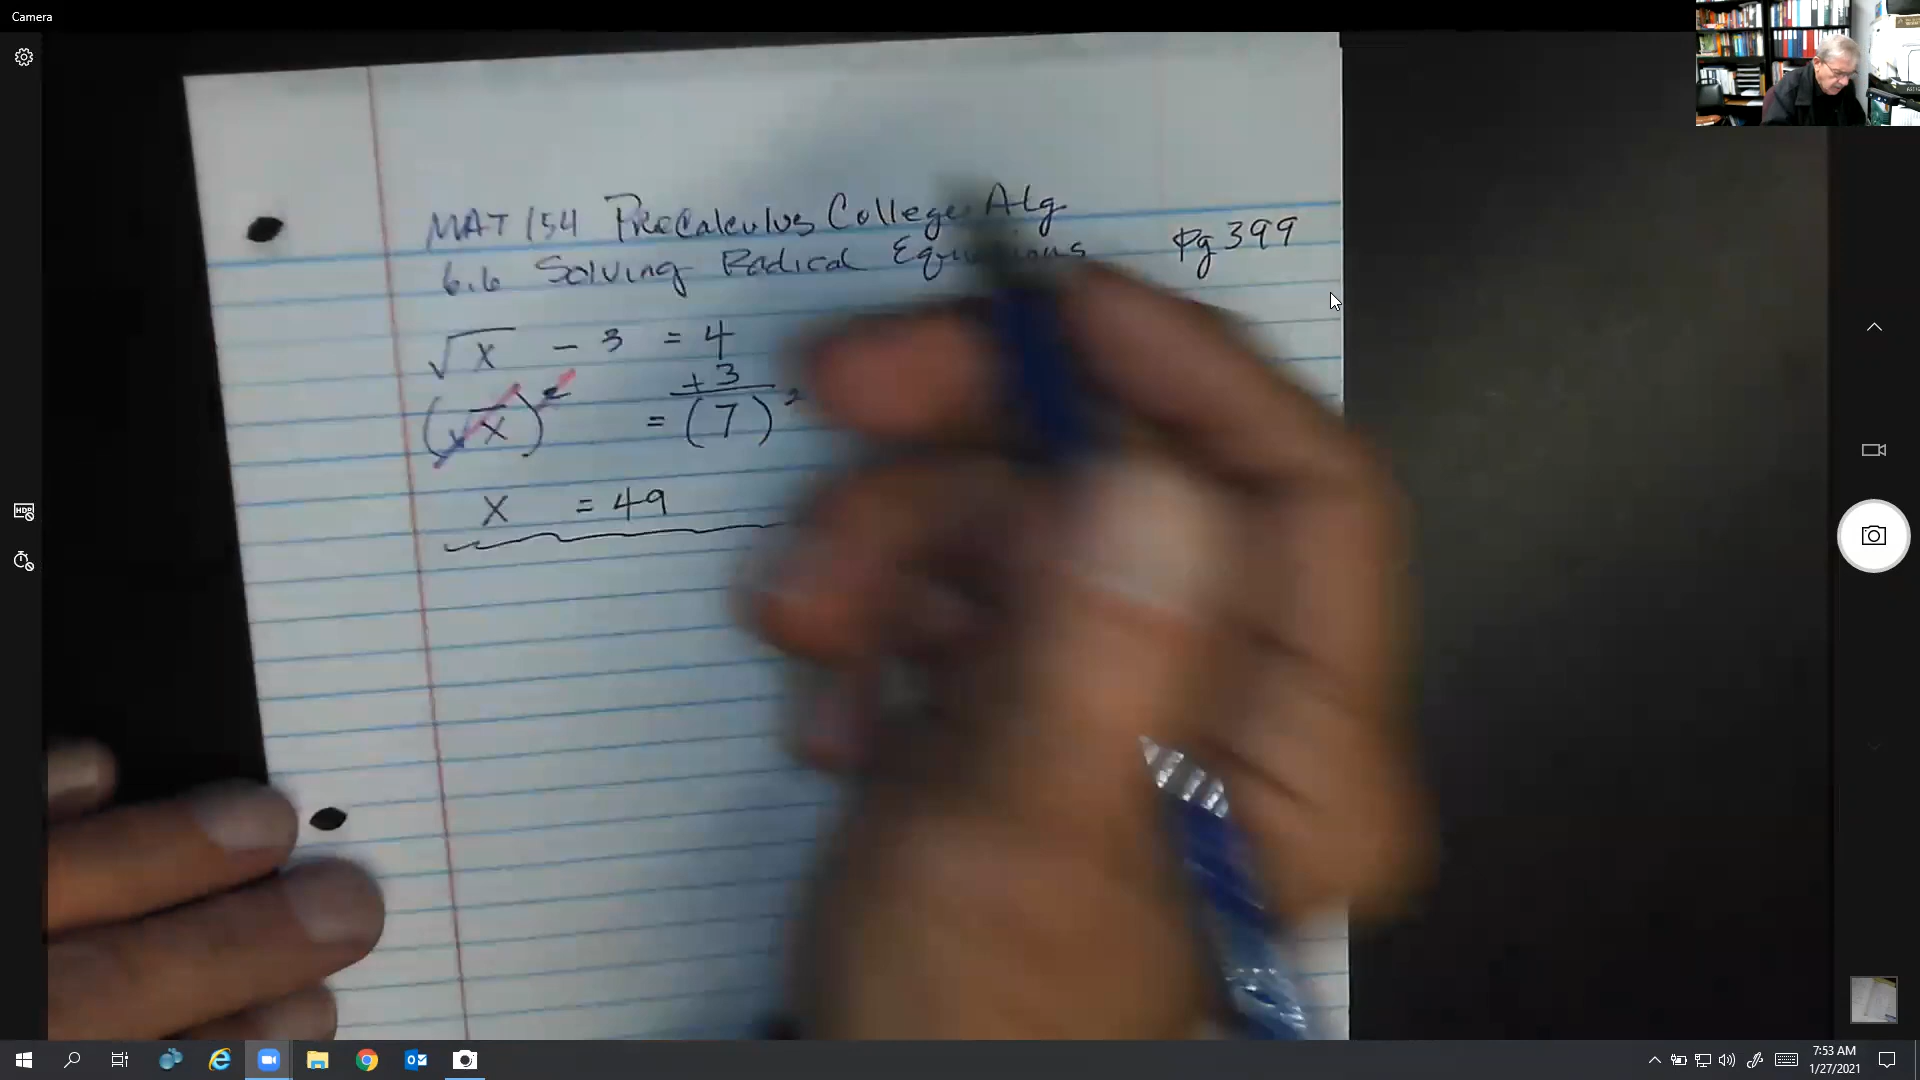 Camera
MAT 154 PreCalculus College Alg
6.6 Solving Radical Equations
pg 399
√x - 3 = 4
+3
(√x)² = (7)²
x = 49
7:53 AM
1/27/2021